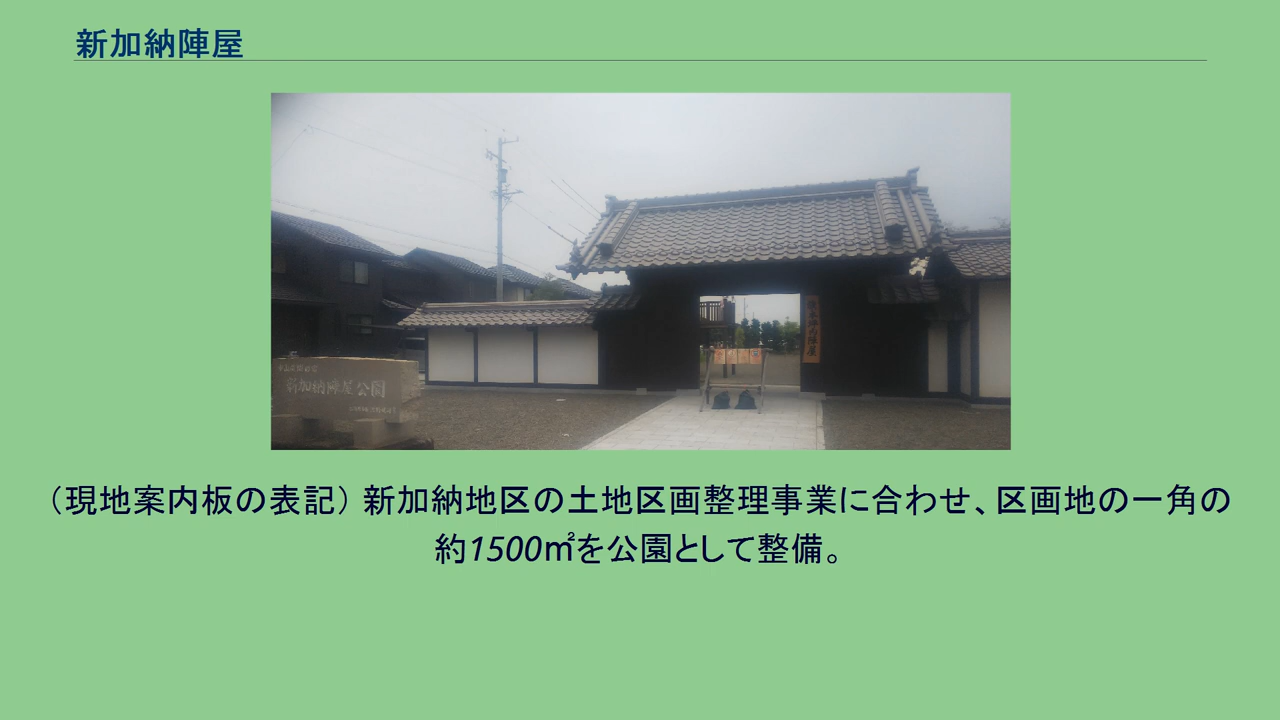 新加納陣屋
新加納陣屋公園
（現地案内板の表記） 新加納地区の土地区画整理事業に合わせ、区画地の一角の
約1500㎡を公園として整備。